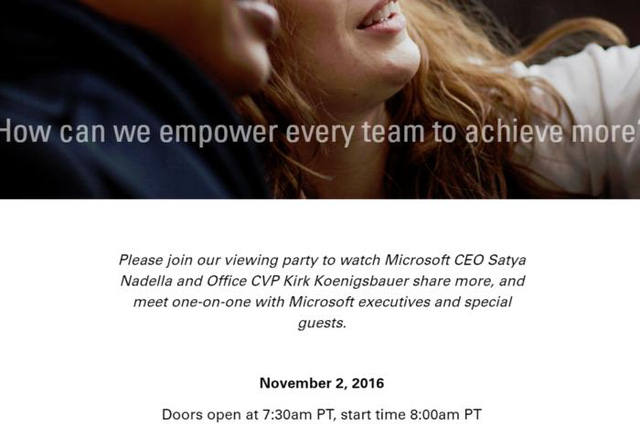 How can we empower every team to achieve more?
Please join our viewing party to watch Microsoft CEO Satya
Nadella and Office CVP Kirk Koenigsbauer share more, and
meet one-on-one with Microsoft executives and special
guests.
November 2, 2016
Doors open at 7:30am PT, start time 8:00am PT